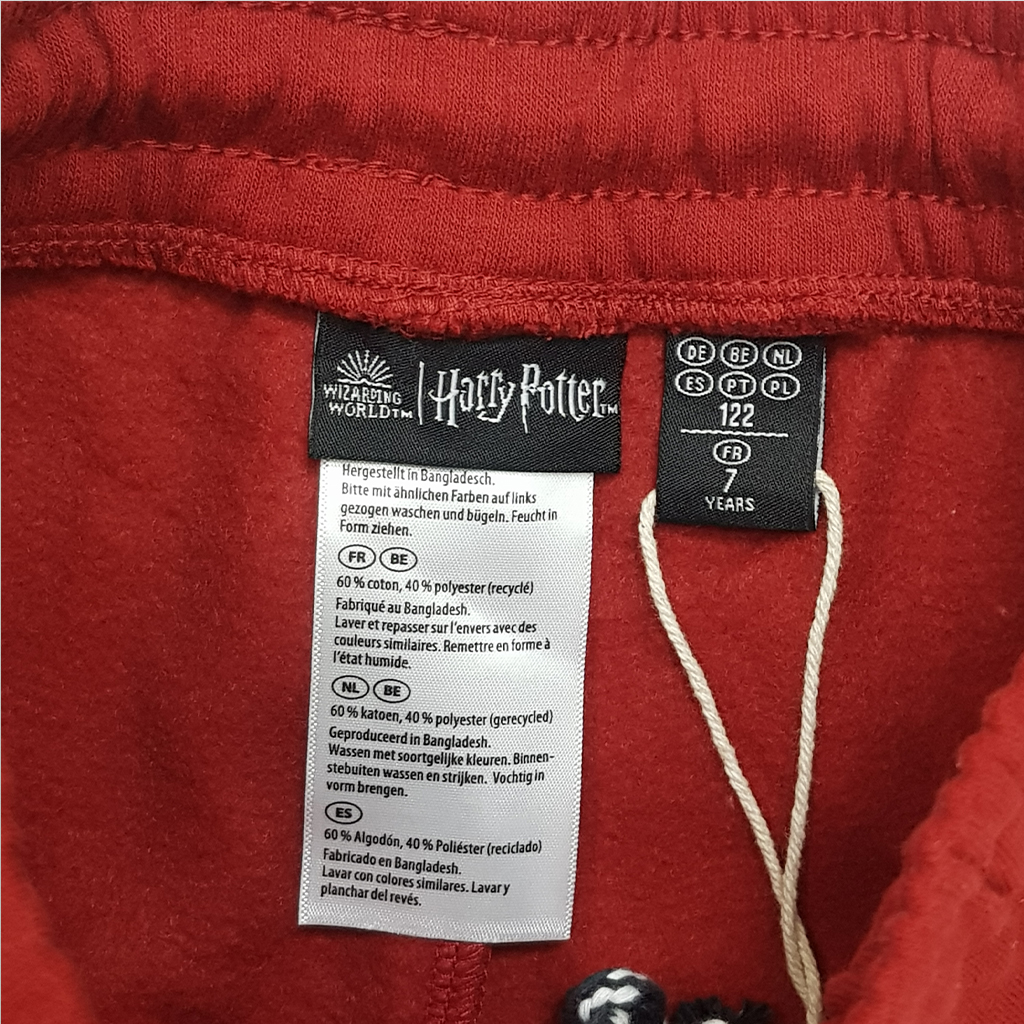 WIZARDING
WORLD™
Harry Potter™
Hergestellt in Bangladesch.
Bitte mit ähnlichen Farben auf links
gezogen waschen und bügeln. Feucht in
Form ziehen.
FR BE
60 % coton, 40 % polyester (recyclé)
Fabriqué au Bangladesh.
Laver et repasser sur l'envers avec des
couleurs similaires. Remettre en forme à
l'état humide.
NL BE
60 % katoen, 40 % polyester (gerecycled)
Geproduceerd in Bangladesh.
Wassen met soortgelijke kleuren. Binnen-
stebuiten wassen en strijken. Vochtig in
vorm brengen.
ES
60 % Algodón, 40 % Poliéster (reciclado)
Fabricado en Bangladesh.
Lavar con colores similares. Lavar y
planchar del revés.
DE BE NL
ES PT PL
122
FR
7
YEARS